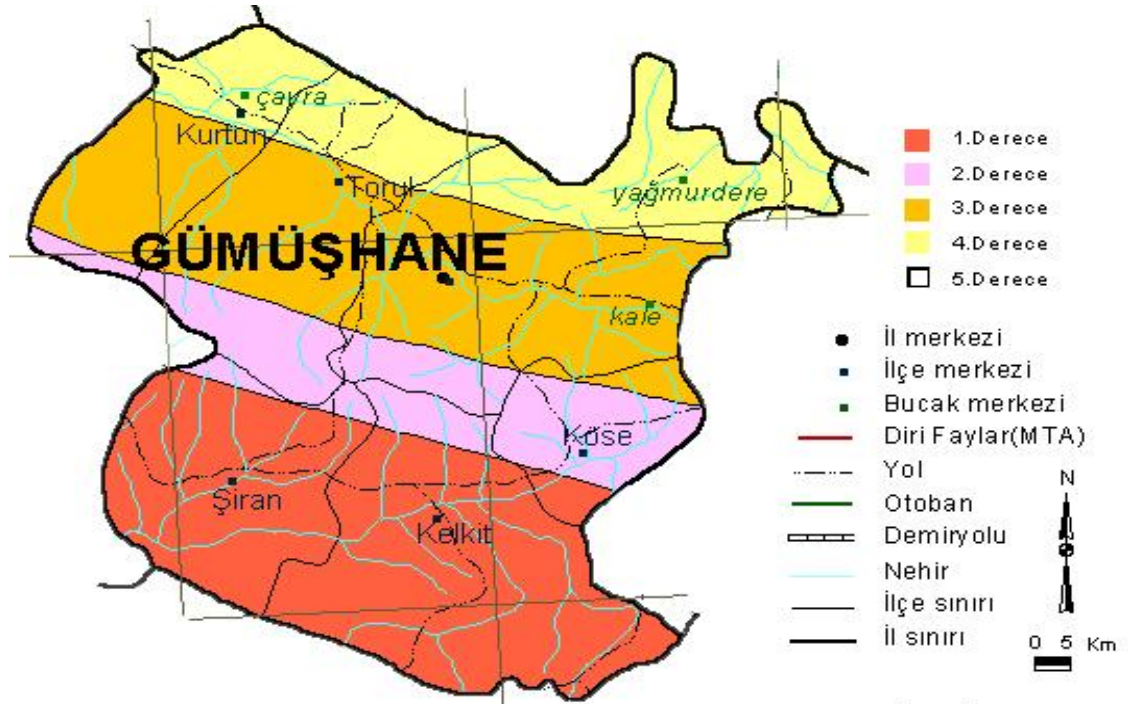 çayra
Kurtün
Torul
yağmurdere
GÜMÜŞHANE
kale
Köse
Şiran
Kelkit
1.Derece
2.Derece
3.Derece
4.Derece
5.Derece
İl merkezi
İlçe merkezi
Bucak merkezi
Diri Faylar(MTA)
Yol
Otoban
Demiryolu
Nehir
İlçe sınırı
İl sınırı
N
0 5 Km